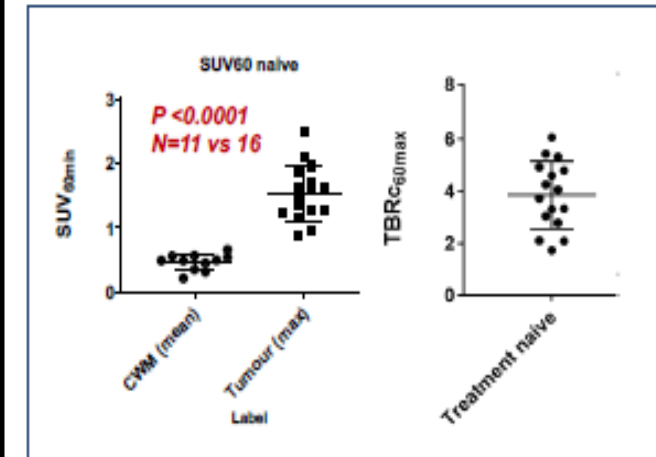 SUV60 naive
P <0.0001
N=11 vs 16
SUV60min
3
2
1
0
CWM (mean)
Tumour (max)
Label
TBRc60max
8
6
4
2
0
Treatment naive